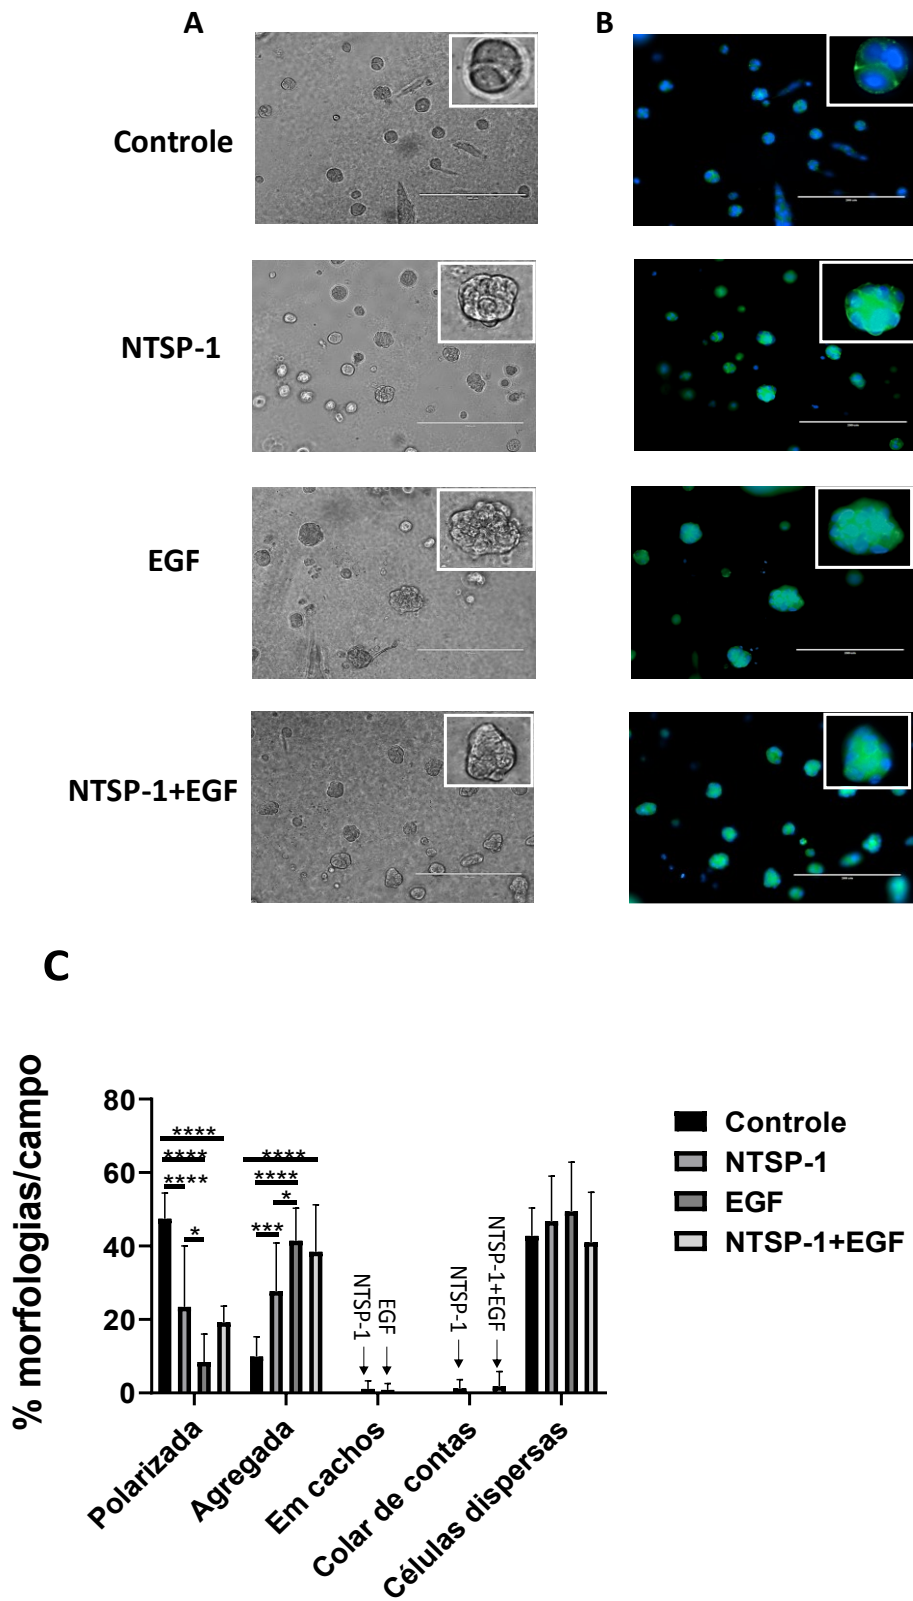 A
B
Controle
NTSP-1
EGF
NTSP-1+EGF
C
% morfologias/campo
80
60
40
20
0
****
****
****
*
****
****
*
***
NTSP-1
EGF
NTSP-1
NTSP-1+EGF
Polarizada
Agregada
Em cachos
Colar de contas
Células dispersas
Controle
NTSP-1
EGF
NTSP-1+EGF